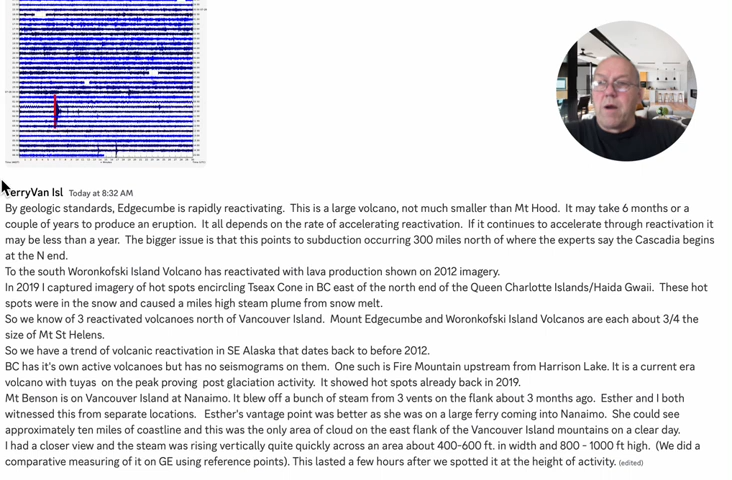 erryVan Isl Today at 8:32 AM
By geologic standards, Edgecumbe is rapidly reactivating. This is a large volcano, not much smaller than Mt Hood. It may take 6 months or a
couple of years to produce an eruption. It all depends on the rate of accelerating reactivation. If it continues to accelerate through reactivation it
may be less than a year. The bigger issue is that this points to subduction occurring 300 miles north of where the experts say the Cascadia begins
at the N end.
To the south Woronkofski Island Volcano has reactivated with lava production shown on 2012 imagery.
In 2019 I captured imagery of hot spots encircling Tseax Cone in BC east of the north end of the Queen Charlotte Islands/Haida Gwaii. These hot
spots were in the snow and caused a miles high steam plume from snow melt.
So we know of 3 reactivated volcanoes north of Vancouver Island. Mount Edgecumbe and Woronkofski Island Volcanos are each about 3/4 the
size of Mt St Helens.
So we have a trend of volcanic reactivation in SE Alaska that dates back to before 2012.
BC has it's own active volcanoes but has no seismograms on them. One such is Fire Mountain upstream from Harrison Lake. It is a current era
volcano with tuyas on the peak proving post glaciation activity. It showed hot spots already back in 2019.
Mt Benson is on Vancouver Island at Nanaimo. It blew off a bunch of steam from 3 vents on the flank about 3 months ago. Esther and I both
witnessed this from separate locations. Esther's vantage point was better as she was on a large ferry coming into Nanaimo. She could see
approximately ten miles of coastline and this was the only area of cloud on the east flank of the Vancouver Island mountains on a clear day.
I had a closer view and the steam was rising vertically quite quickly across an area about 400-600 ft. in width and 800 - 1000 ft high. (We did a
comparative measuring of it on GE using reference points). This lasted a few hours after we spotted it at the height of activity. (edited)